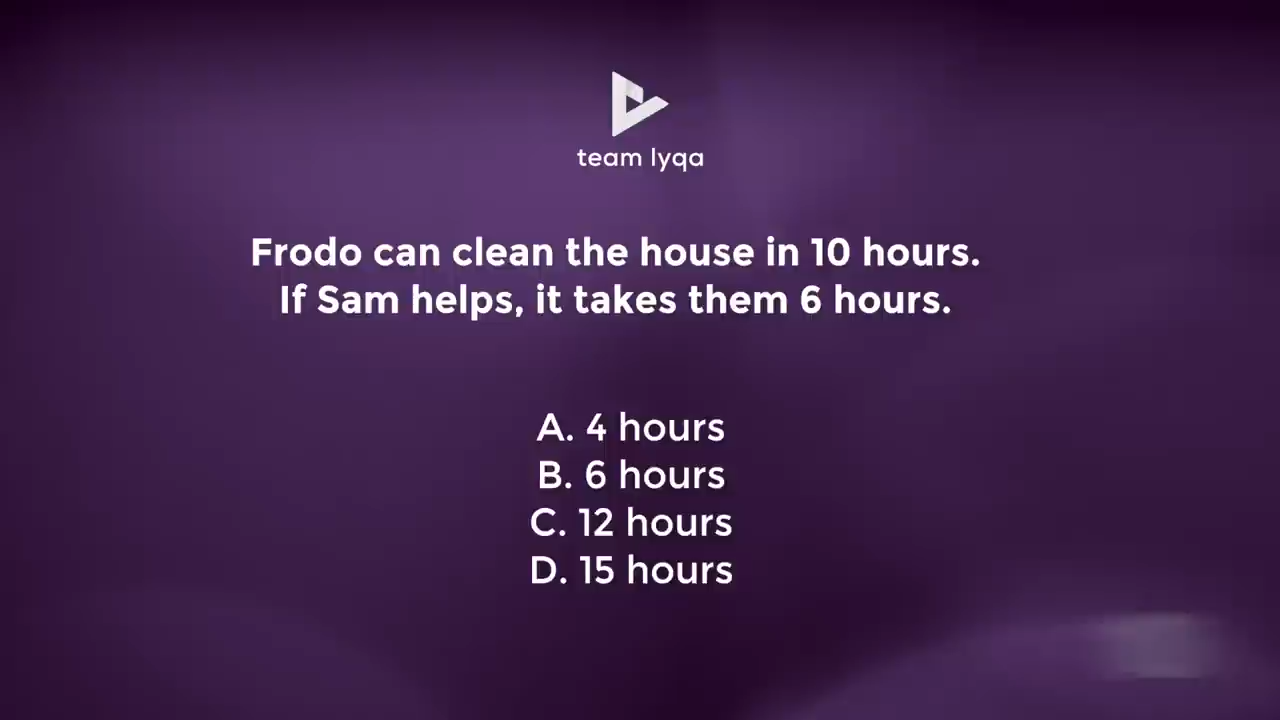 team lyqa
Frodo can clean the house in 10 hours.
If Sam helps, it takes them 6 hours.
A. 4 hours
B. 6 hours
C. 12 hours
D. 15 hours